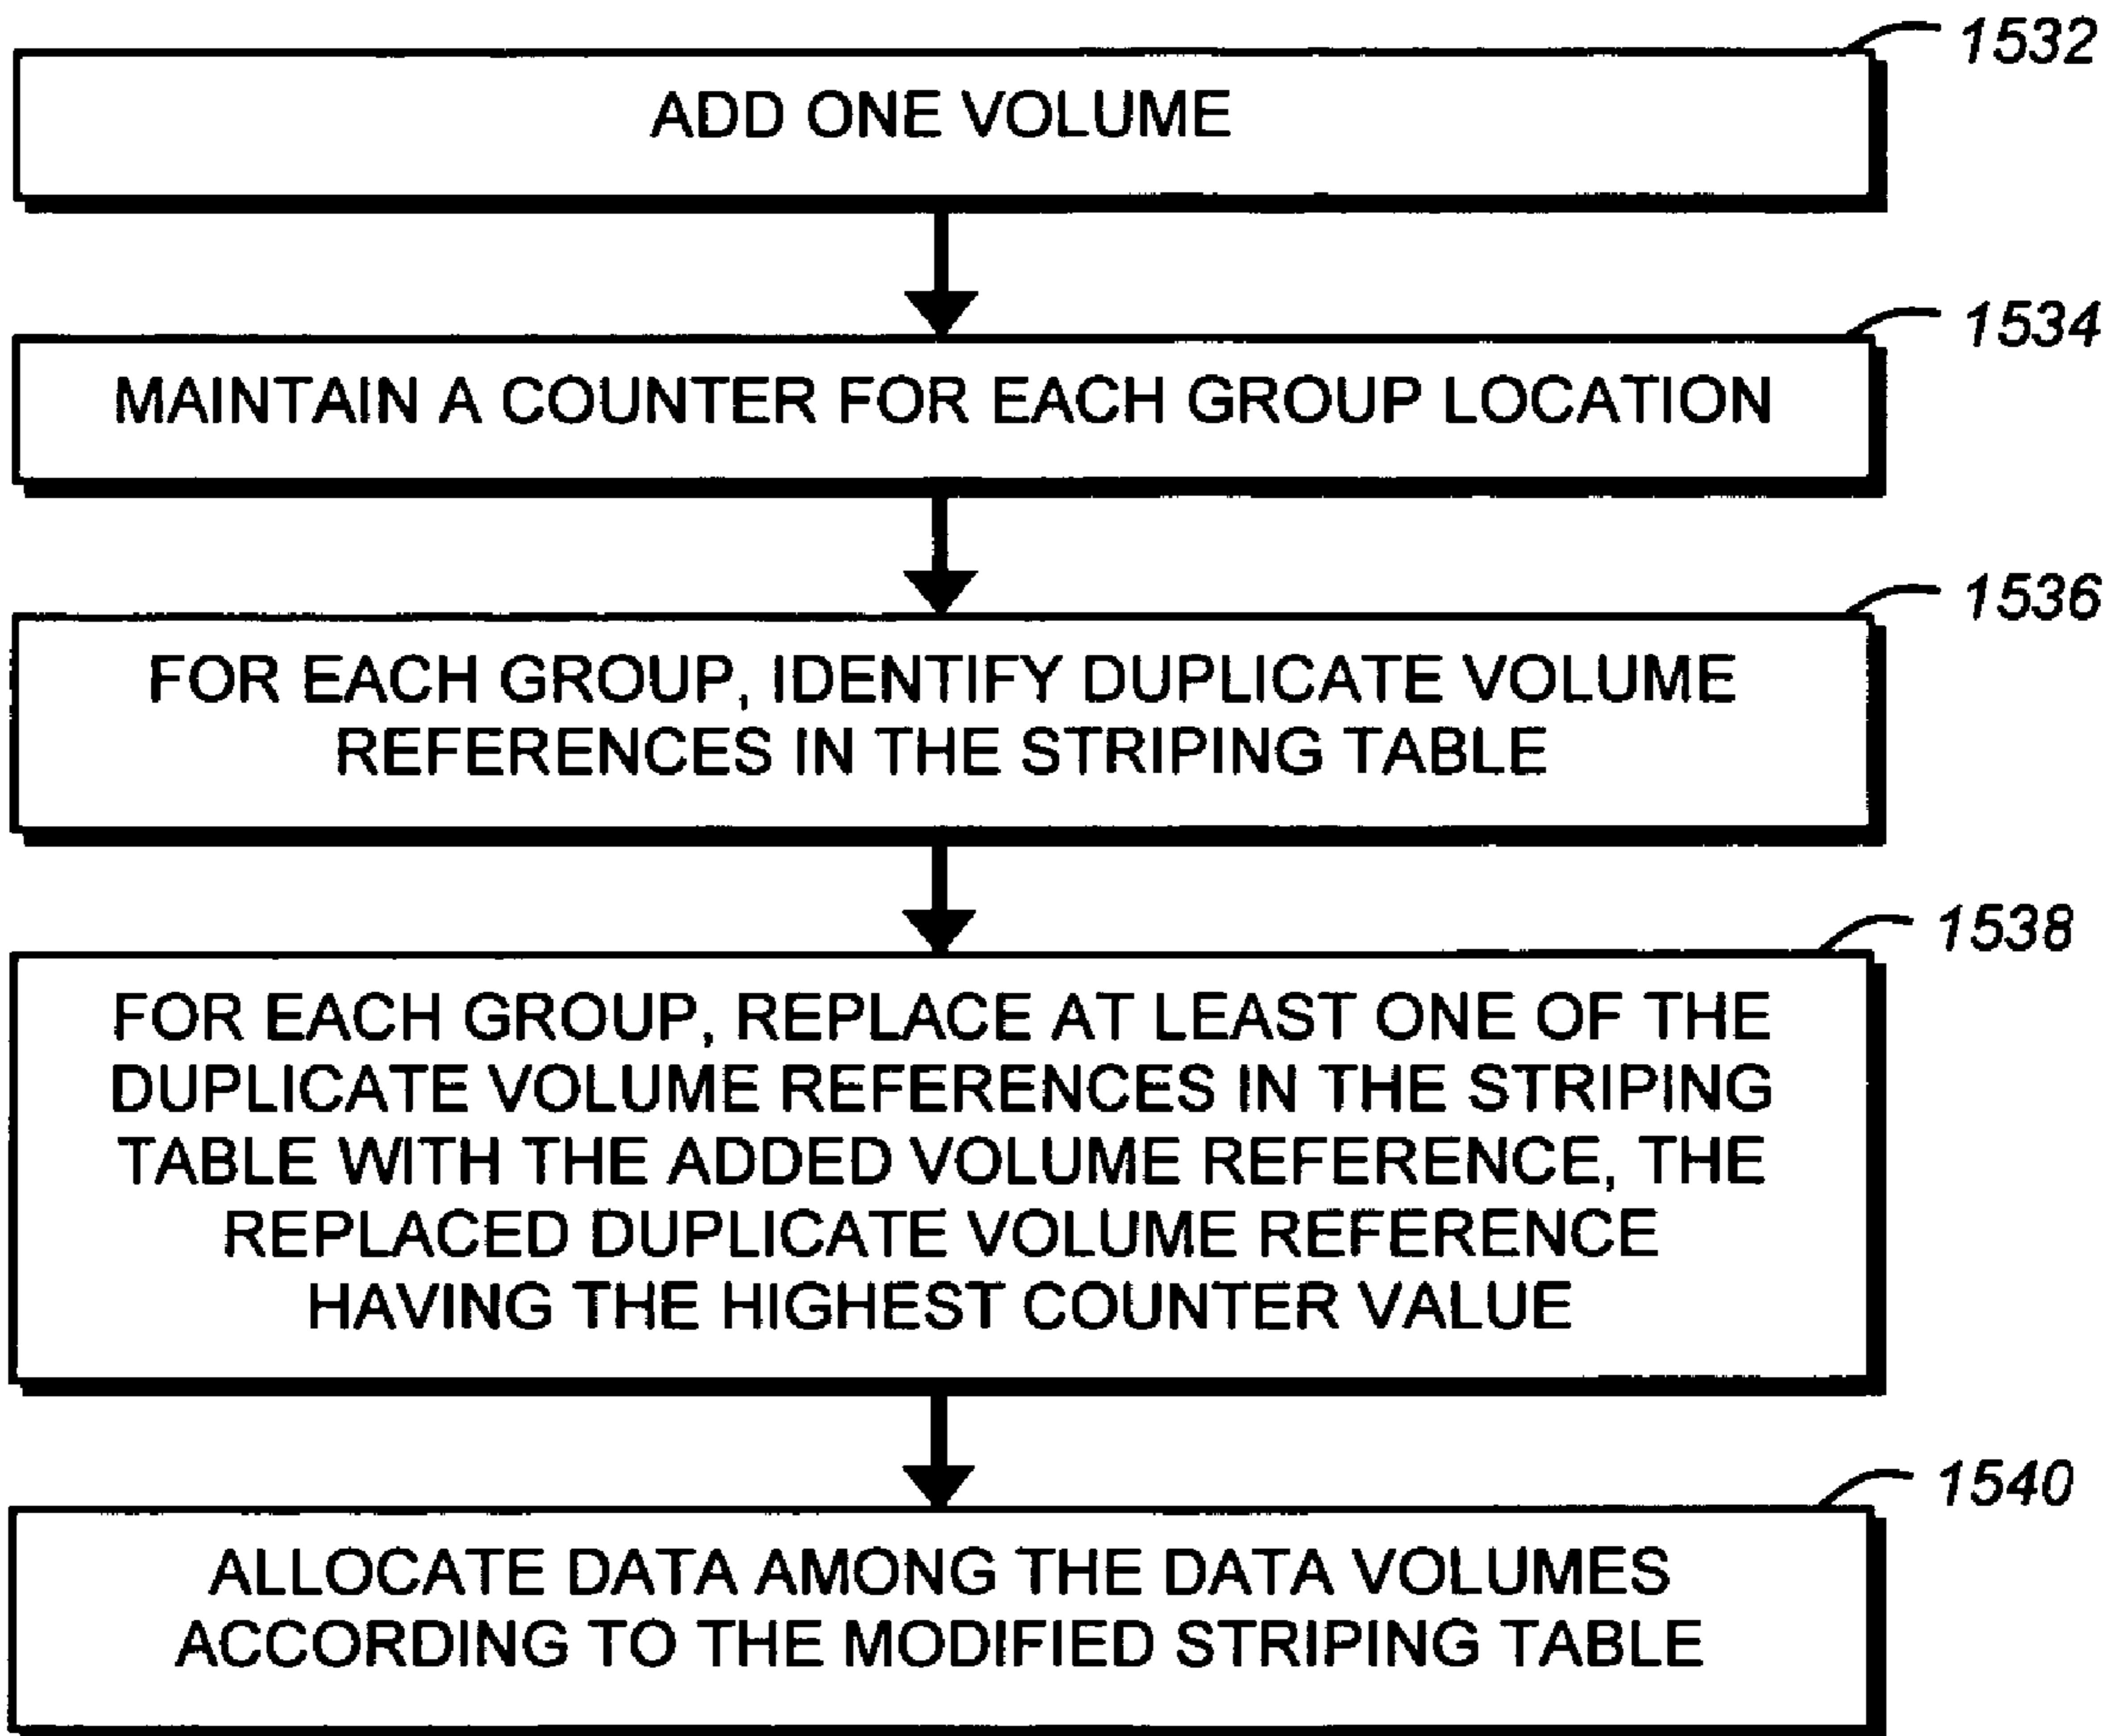 1532
ADD ONE VOLUME
1534
MAINTAIN A COUNTER FOR EACH GROUP LOCATION
1536
FOR EACH GROUP, IDENTIFY DUPLICATE VOLUME
REFERENCES IN THE STRIPING TABLE
1538
FOR EACH GROUP, REPLACE AT LEAST ONE OF THE
DUPLICATE VOLUME REFERENCES IN THE STRIPING
TABLE WITH THE ADDED VOLUME REFERENCE, THE
REPLACED DUPLICATE VOLUME REFERENCE
HAVING THE HIGHEST COUNTER VALUE
1540
ALLOCATE DATA AMONG THE DATA VOLUMES
ACCORDING TO THE MODIFIED STRIPING TABLE